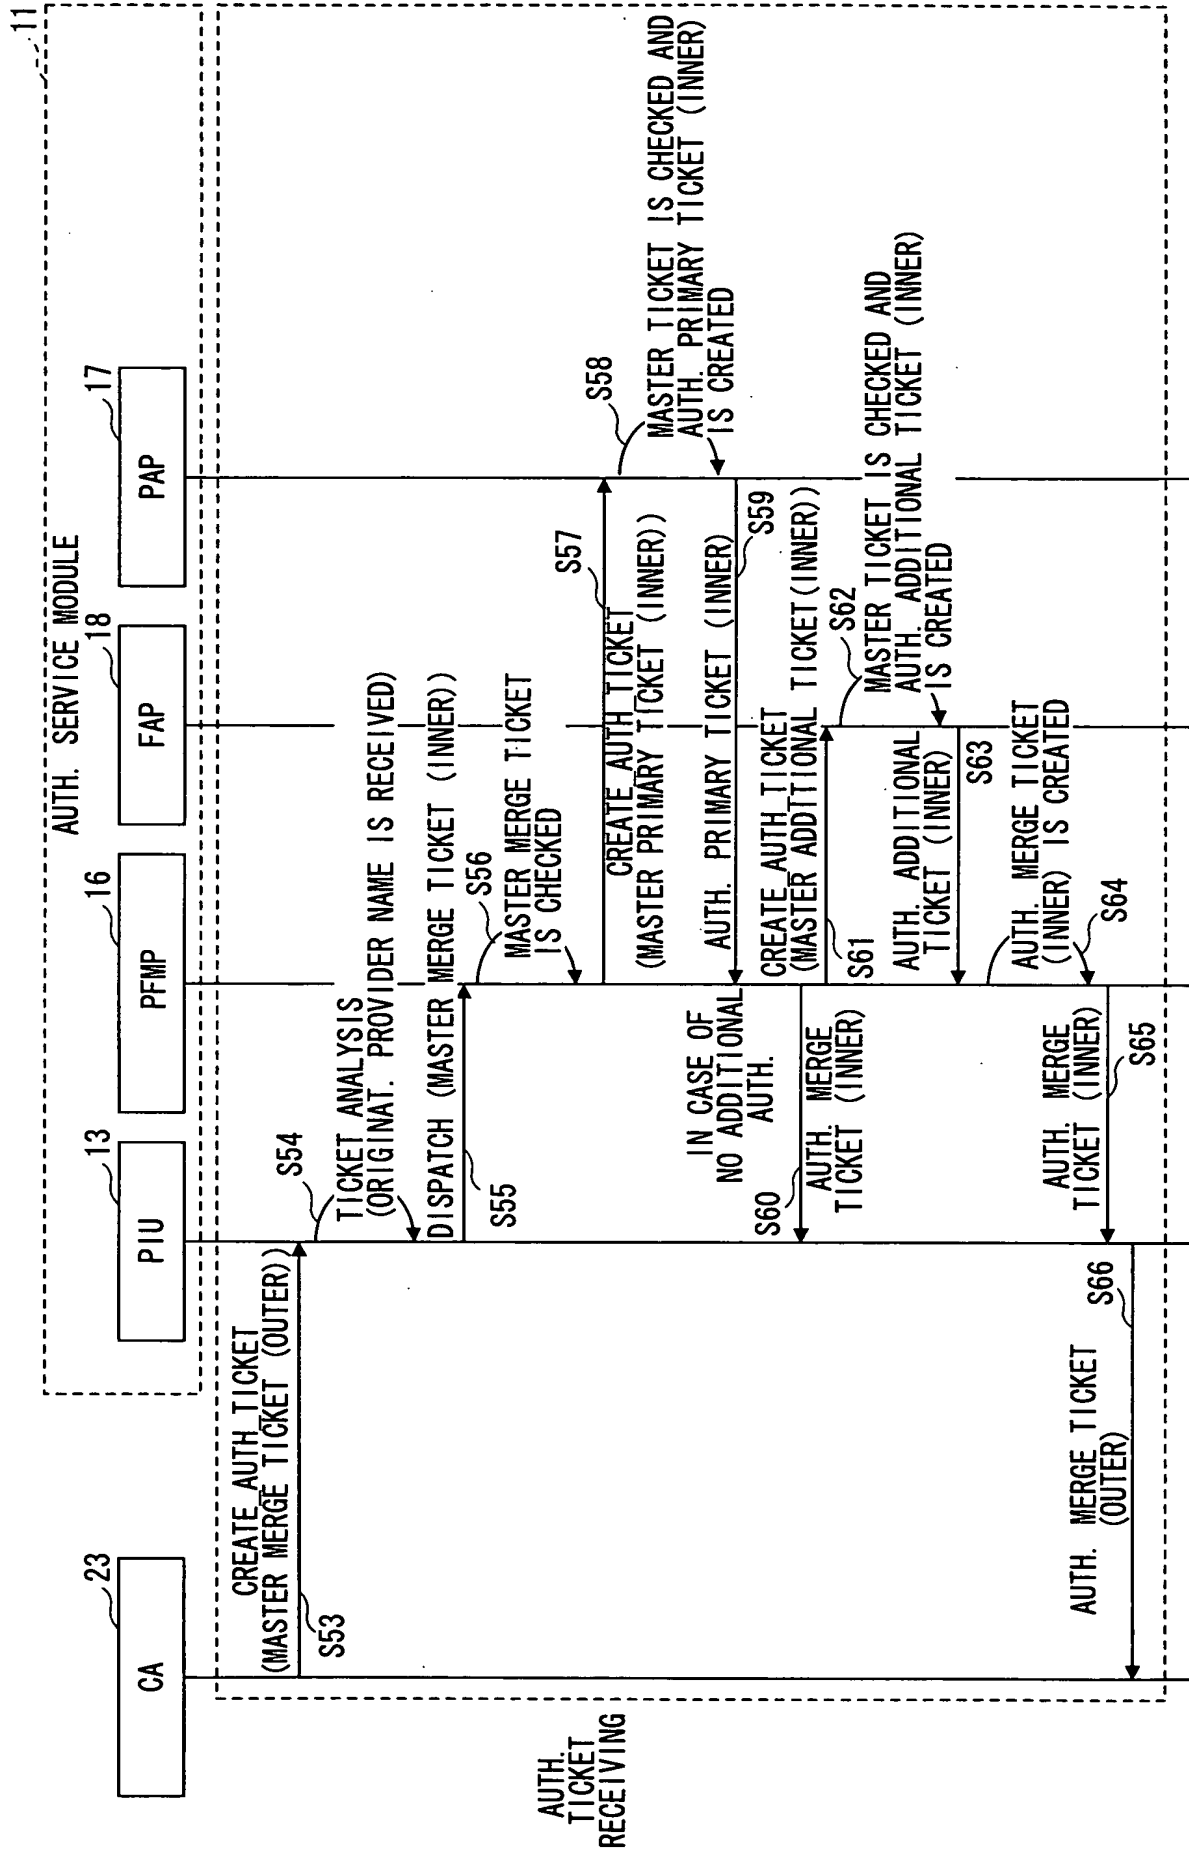 11
AUTH. SERVICE MODULE
23
CA
13
PIU
16
PFMP
18
FAP
17
PAP
AUTH.
TICKET
RECEIVING
CREATE_AUTH_TICKET
(MASTER MERGE TICKET (OUTER))
S53
S54
TICKET ANALYSIS
(ORIGINAT. PROVIDER NAME IS RECEIVED)
DISPATCH (MASTER MERGE TICKET (INNER))
S55
S56
MASTER MERGE TICKET
IS CHECKED
S57
CREATE_AUTH_TICKET
(MASTER PRIMARY TICKET (INNER))
S58
MASTER TICKET IS CHECKED AND
AUTH. PRIMARY TICKET (INNER)
IS CREATED
AUTH. PRIMARY TICKET (INNER)
S59
IN CASE OF
NO ADDITIONAL
AUTH.
S60
AUTH. MERGE
TICKET (INNER)
CREATE_AUTH_TICKET
(MASTER ADDITIONAL TICKET(INNER))
S61
S62
MASTER TICKET IS CHECKED AND
AUTH. ADDITIONAL TICKET (INNER)
IS CREATED
AUTH. ADDITIONAL
TICKET (INNER)
S63
AUTH. MERGE TICKET
(INNER) IS CREATED
S64
AUTH. MERGE
TICKET (INNER)
S65
S66
AUTH. MERGE TICKET
(OUTER)